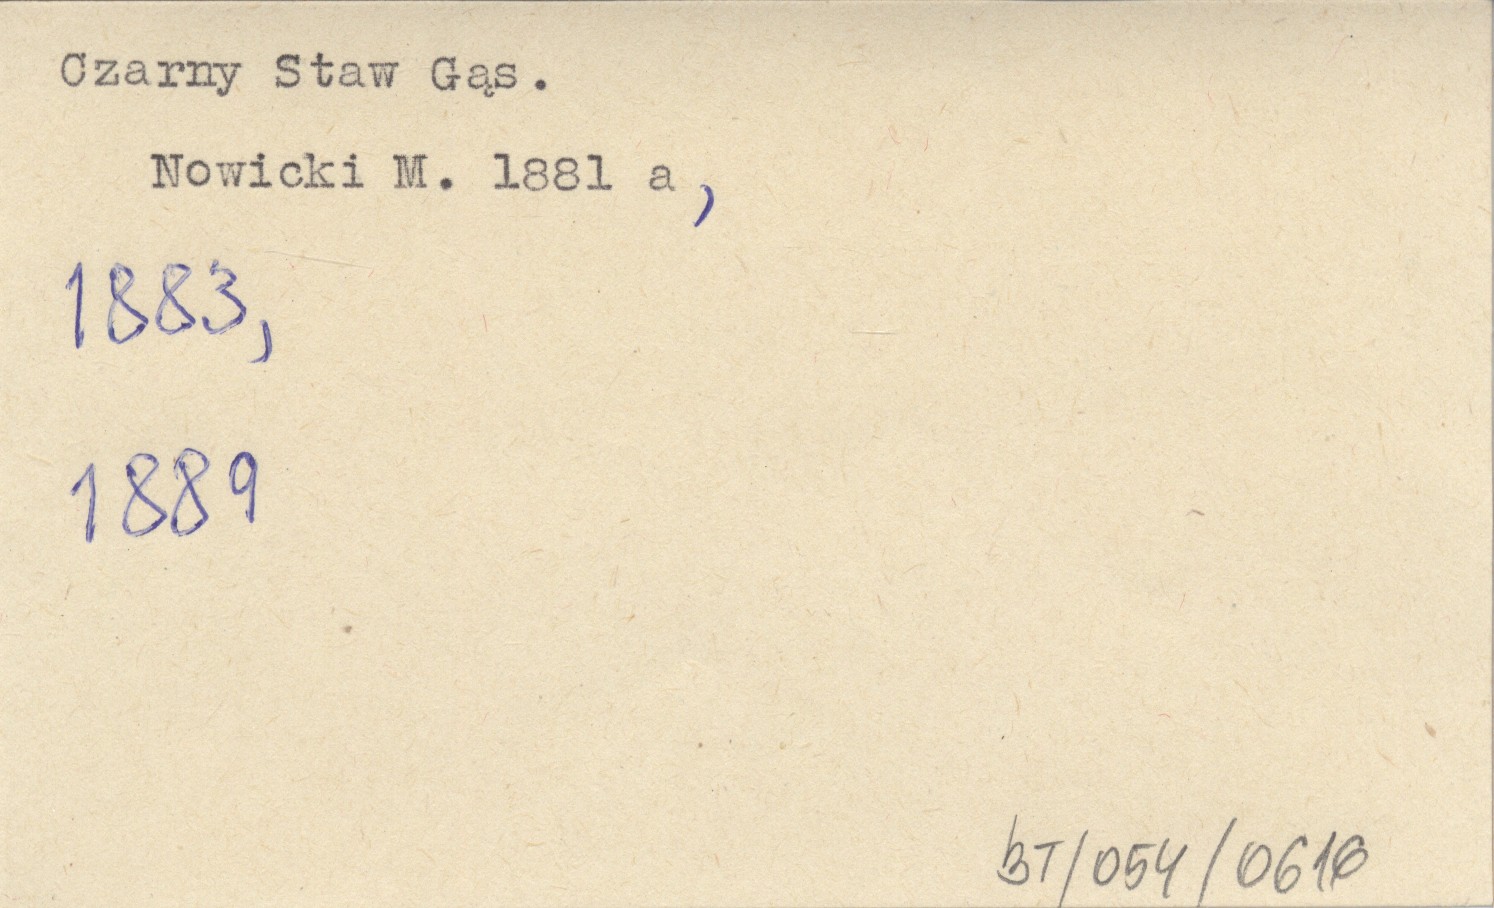 Czarny Staw Gąs.
Nowicki M. 1881 a,
1883,
1889
BT/054/0616